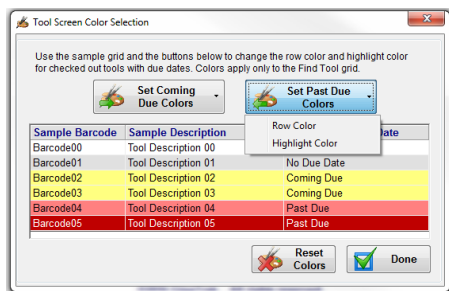 Tool Screen Color Selection
Use the sample grid and the buttons below to change the row color and highlight color
for checked out tools with due dates. Colors apply only to the Find Tool grid.
Set Coming
Due Colors
Set Past Due
Colors
Row Color
Highlight Color
Sample Barcode Sample Description Date
Barcode00 Tool Description 00
Barcode01 Tool Description 01 No Due Date
Barcode02 Tool Description 02 Coming Due
Barcode03 Tool Description 03 Coming Due
Barcode04 Tool Description 04 Past Due
Barcode05 Tool Description 05 Past Due
Reset
Colors
Done